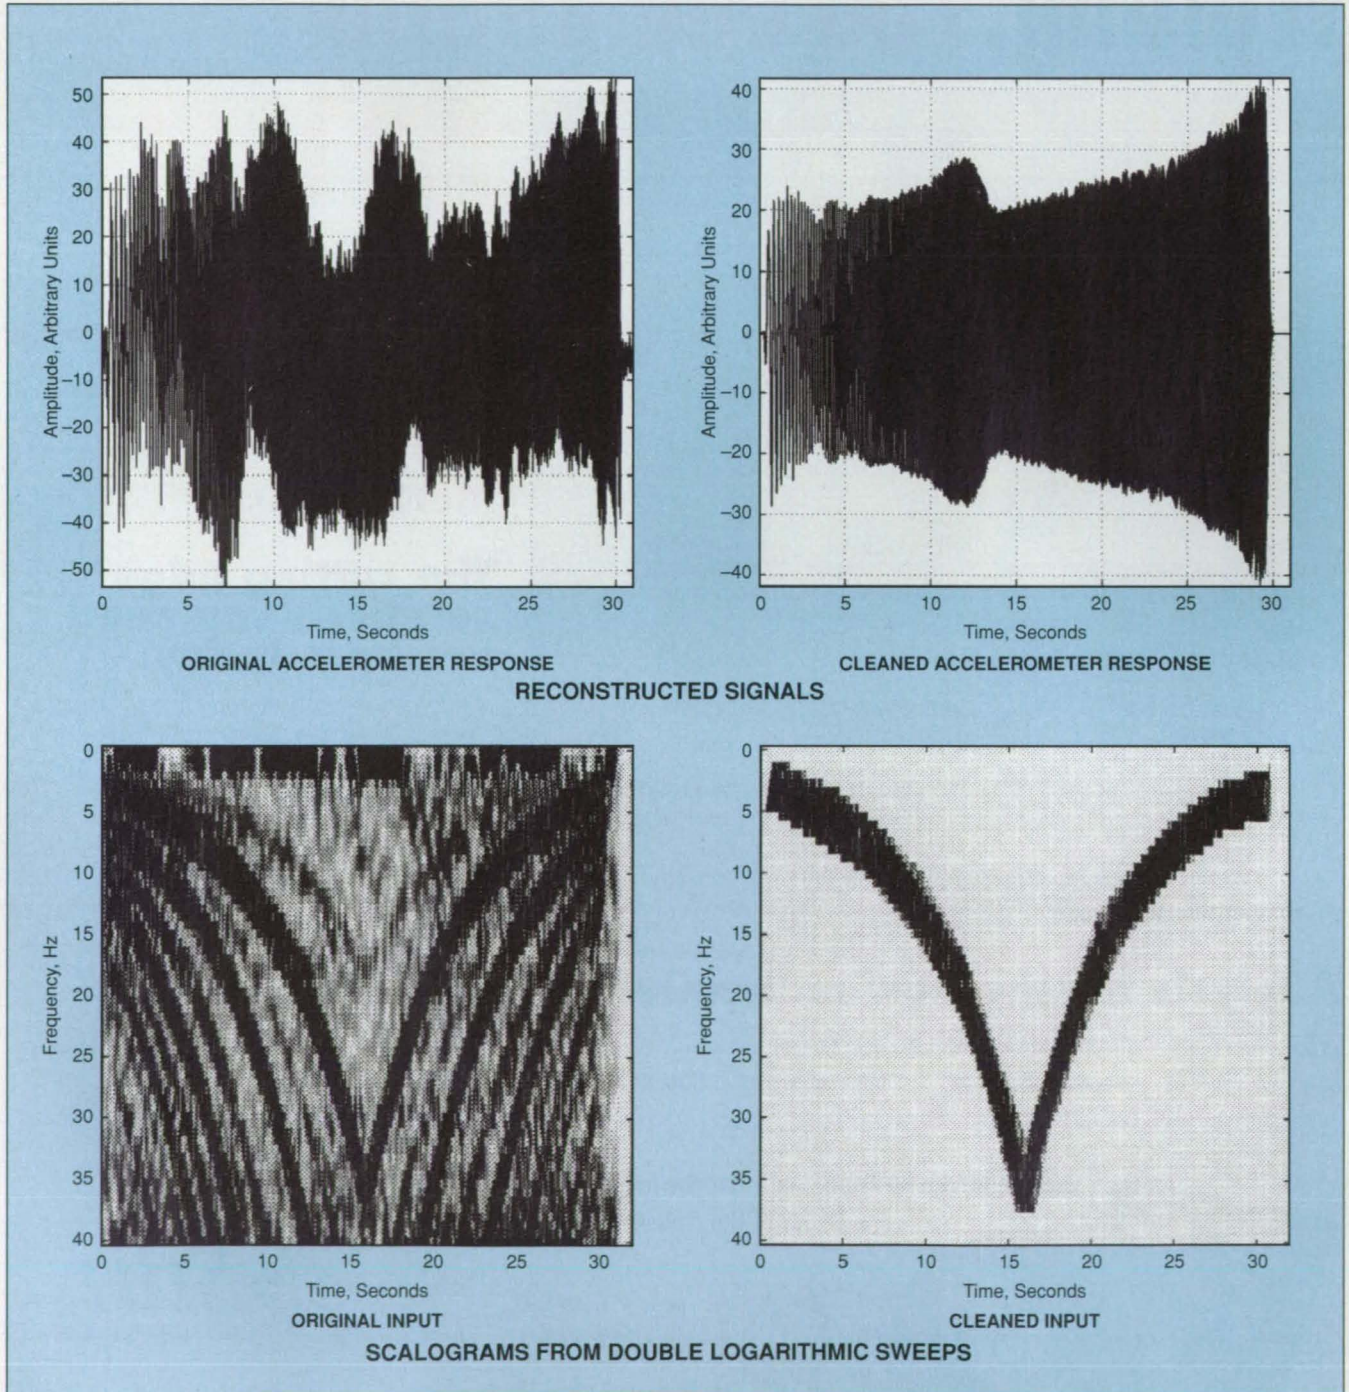 50
40
30
20
10
0
–10
–20
–30
–40
–50
Amplitude, Arbitrary Units
0 5 10 15 20 25 30
Time, Seconds
ORIGINAL ACCELEROMETER RESPONSE
40
30
20
10
0
–10
–20
–30
–40
Amplitude, Arbitrary Units
0 5 10 15 20 25 30
Time, Seconds
CLEANED ACCELEROMETER RESPONSE
RECONSTRUCTED SIGNALS
0
5
10
15
20
25
30
35
40
Frequency, Hz
0 5 10 15 20 25 30
Time, Seconds
ORIGINAL INPUT
0
5
10
15
20
25
30
35
40
Frequency, Hz
0 5 10 15 20 25 30
Time, Seconds
CLEANED INPUT
SCALOGRAMS FROM DOUBLE LOGARITHMIC SWEEPS